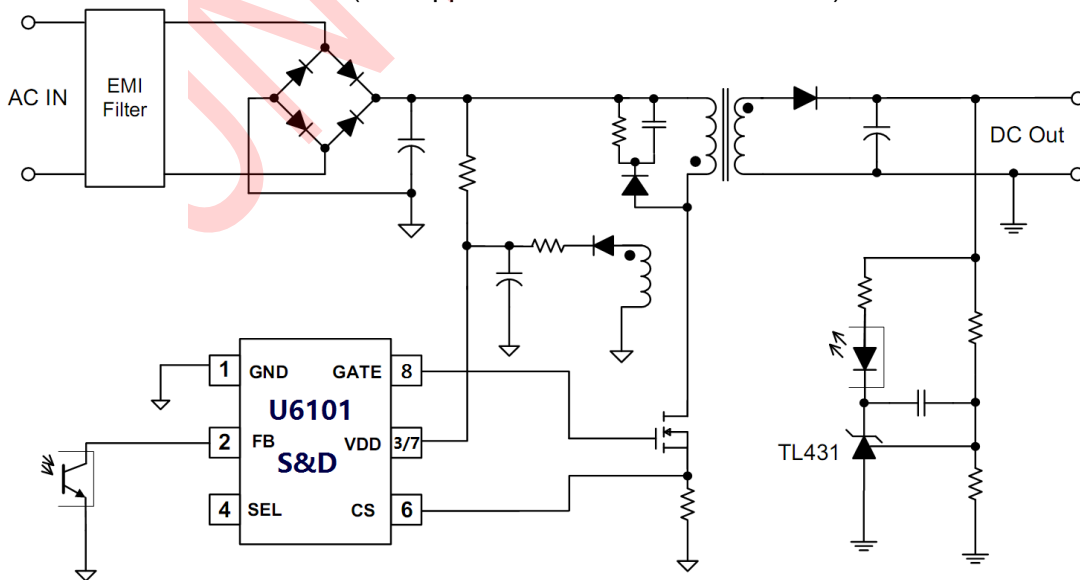 AC IN
EMI
Filter
DC Out
1 GND GATE 8
U6101
2 FB VDD 3/7
S&D
4 SEL CS 6
TL431